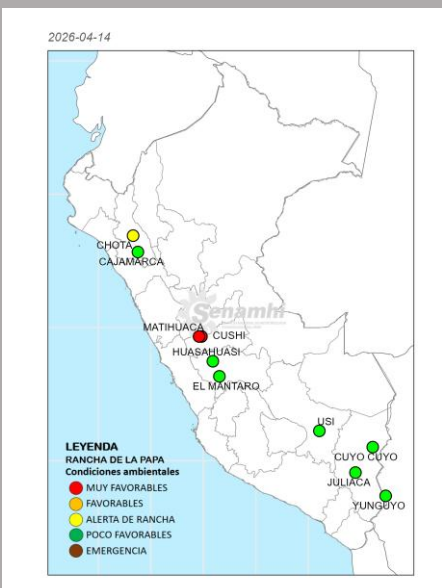 2026-04-14
CHOTA
CAJAMARCA
Senamhi
MATIHUACA
CUSHI
HUASAHUASI
EL MANTARO
USI
CUYO CUYO
JULIACA
YUNGUYO
LEYENDA
RANCHA DE LA PAPA
Condiciones ambientales
MUY FAVORABLES
FAVORABLES
ALERTA DE RANCHA
POCO FAVORABLES
EMERGENCIA